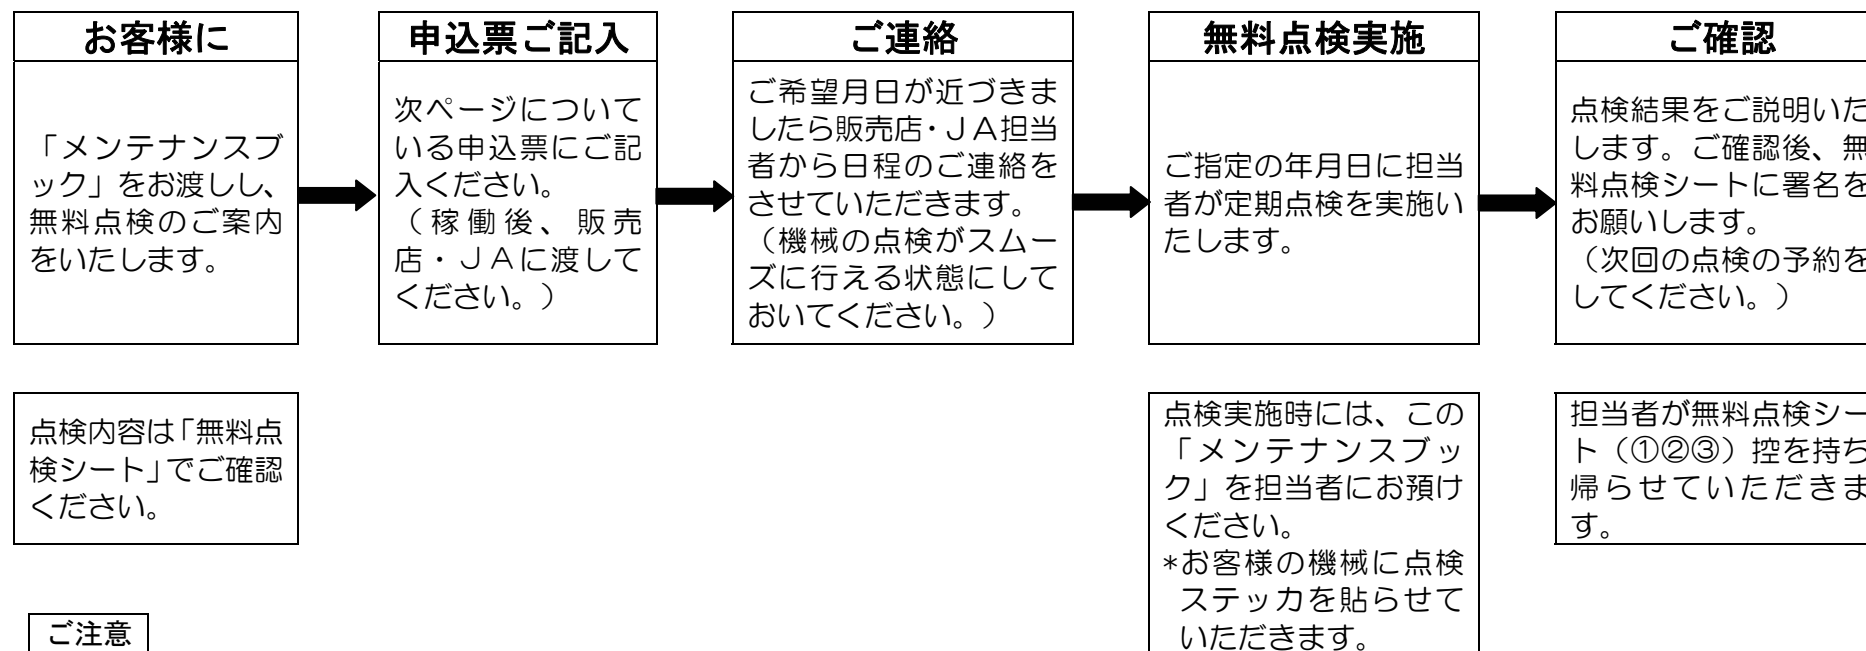 お客様に
「メンテナンスブ
ック」をお渡しし、
無料点検のご案内
をいたします。
申込票ご記入
次ページについて
いる申込票にご記
入ください。
（稼働後、販売
店・ＪＡに渡して
ください。）
ご連絡
ご希望月日が近づきま
したら販売店・ＪＡ担当
者から日程のご連絡を
させていただきます。
（機械の点検がスムー
ズに行える状態にして
おいてください。）
無料点検実施
ご指定の年月日に担当
者が定期点検を実施い
たします。
ご確認
点検結果をご説明いた
します。ご確認後、無
料点検シートに署名を
お願いします。
（次回の点検の予約を
してください。）
点検内容は「無料点
検シート」でご確認
ください。
点検実施時には、この
「メンテナンスブッ
ク」を担当者にお預け
ください。
*お客様の機械に点検
ステッカを貼らせて
いただきます。
担当者が無料点検シー
ト（①②③）控を持ち
帰らせていただきま
す。
ご注意